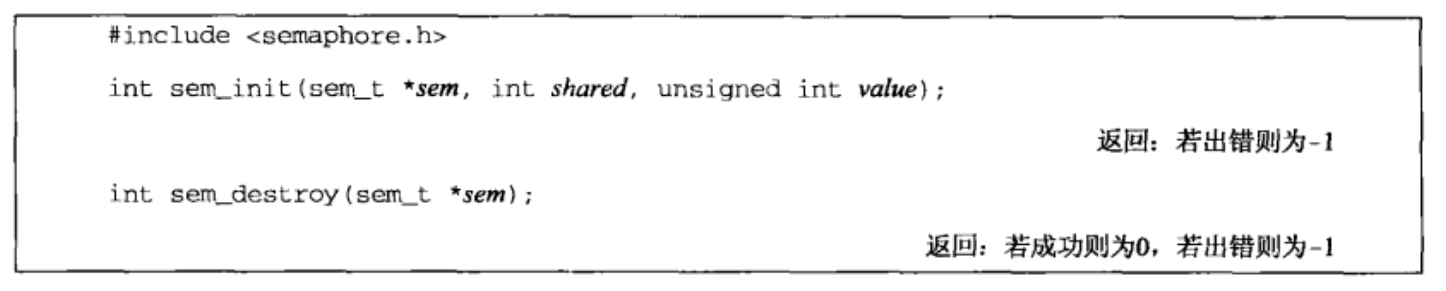 #include <semaphore.h>
int sem_init(sem_t *sem, int shared, unsigned int value);
返回：若出错则为-1
int sem_destroy(sem_t *sem);
返回：若成功则为0，若出错则为-1